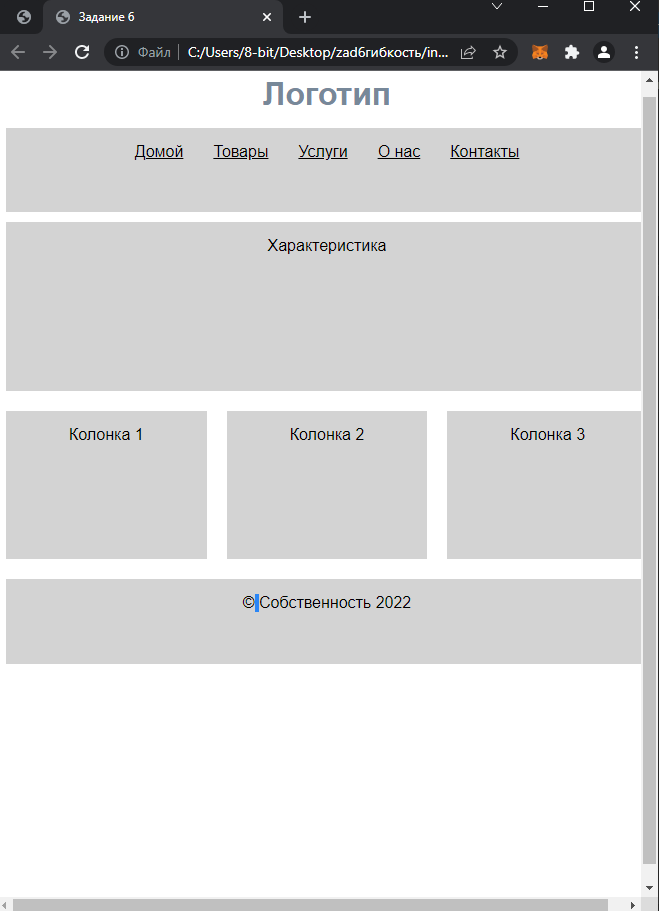 Задание 6
Файл
C:/Users/8-bit/Desktop/zad6гибкость/in...
Логотип
Домой Товары Услуги О нас Контакты
Характеристика
Колонка 1 Колонка 2 Колонка 3
© Собственность 2022